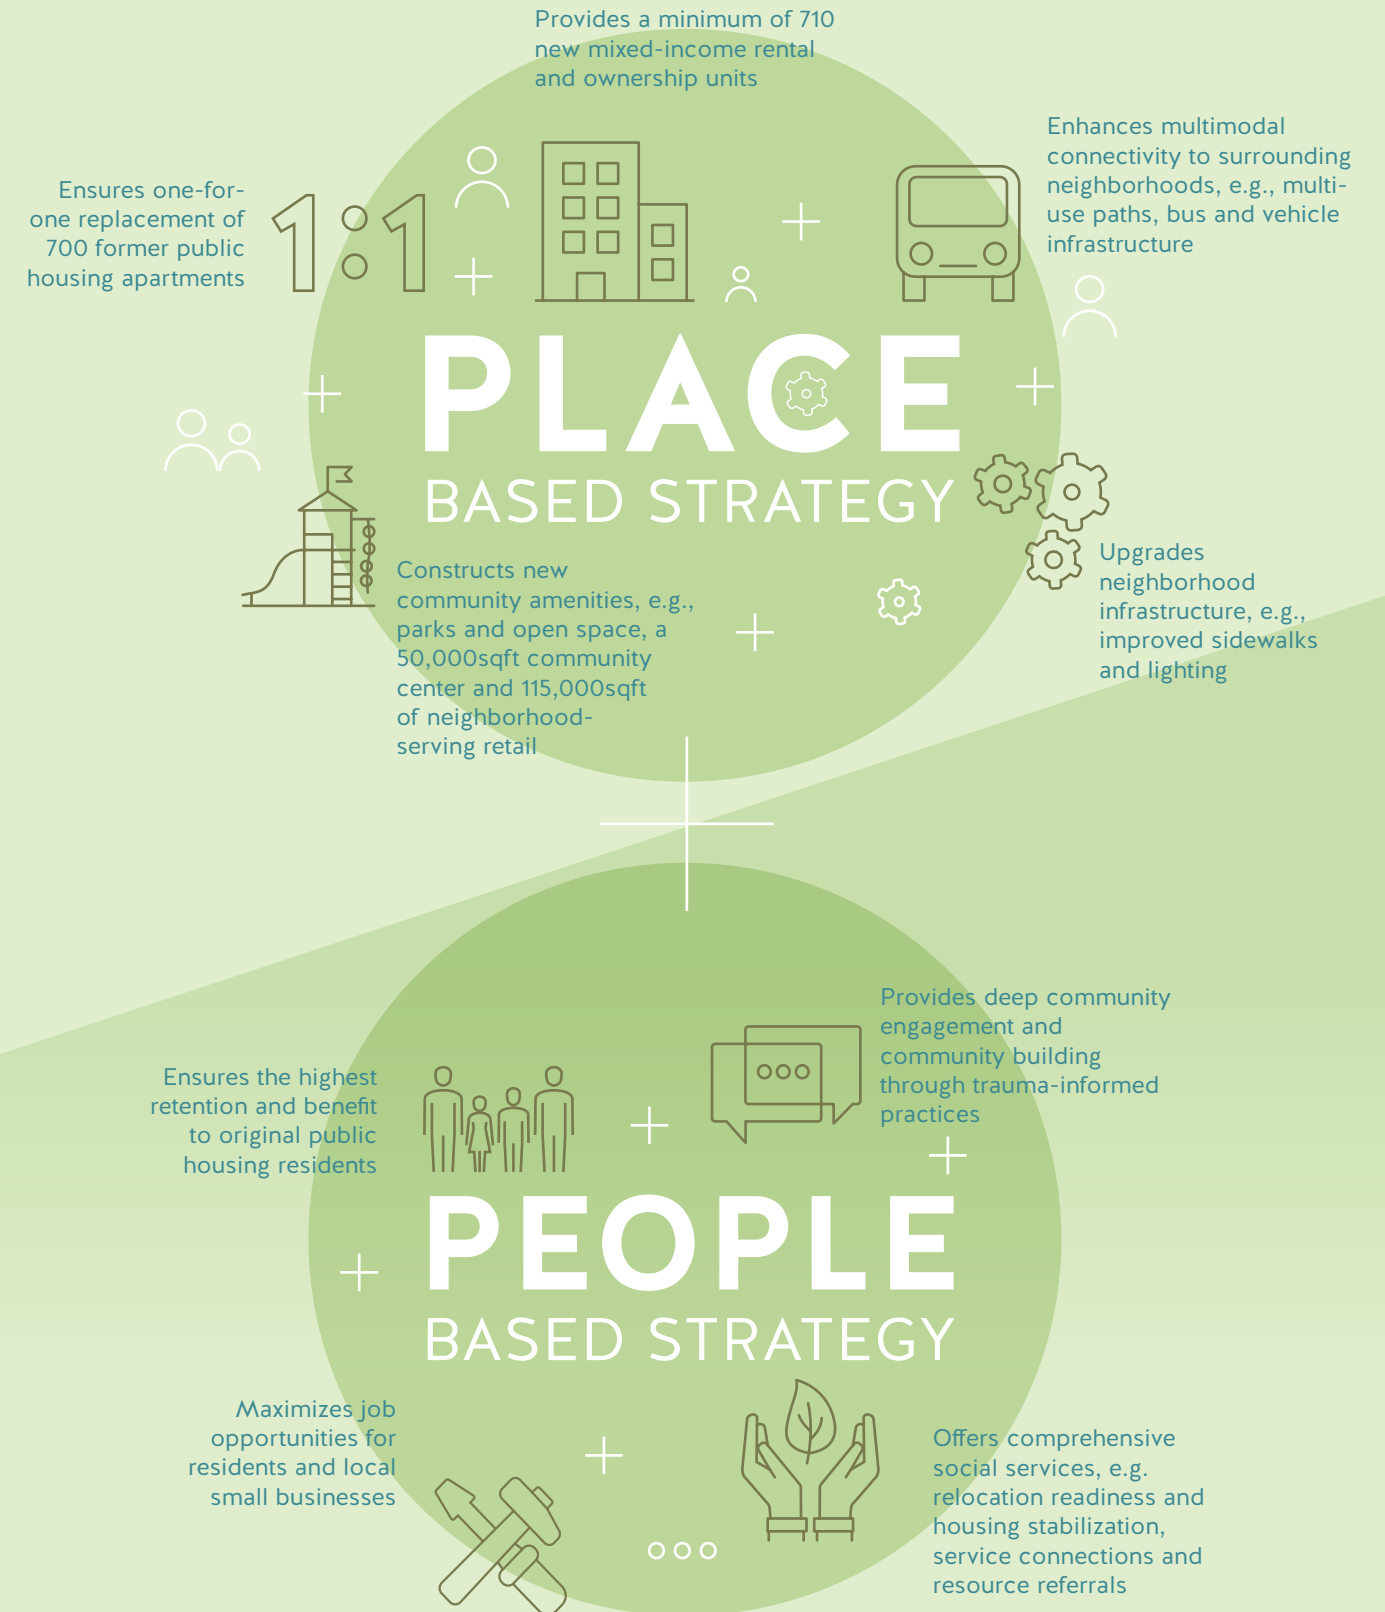 Provides a minimum of 710
new mixed-income rental
and ownership units
Enhances multimodal
connectivity to surrounding
neighborhoods, e.g., multi-
use paths, bus and vehicle
infrastructure
Ensures one-for-
one replacement of
700 former public
housing apartments
1:1
PLACE
BASED STRATEGY
Constructs new
community amenities, e.g.,
parks and open space, a
50,000sqft community
center and 115,000sqft
of neighborhood-
serving retail
Upgrades
neighborhood
infrastructure, e.g.,
improved sidewalks
and lighting
Provides deep community
engagement and
community building
through trauma-informed
practices
Ensures the highest
retention and benefit
to original public
housing residents
PEOPLE
BASED STRATEGY
Maximizes job
opportunities for
residents and local
small businesses
Offers comprehensive
social services, e.g.
relocation readiness and
housing stabilization,
service connections and
resource referrals